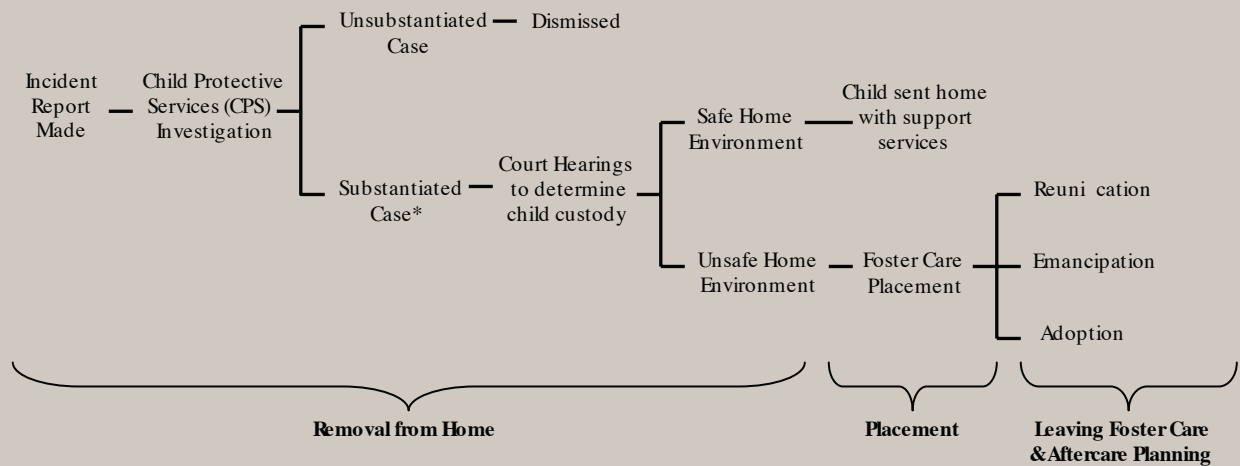 Unsubstantiated
Case
Dismissed
Incident
Report
Made
Child Protective
Services (CPS)
Investigation
Child sent home
with support
services
Safe Home
Environment
Court Hearings
to determine
child custody
Substantiated
Case*
Reuni cation
Unsafe Home
Environment
Foster Care
Placement
Emancipation
Adoption
Removal from Home
Placement
Leaving Foster Care
& Aftercare Planning